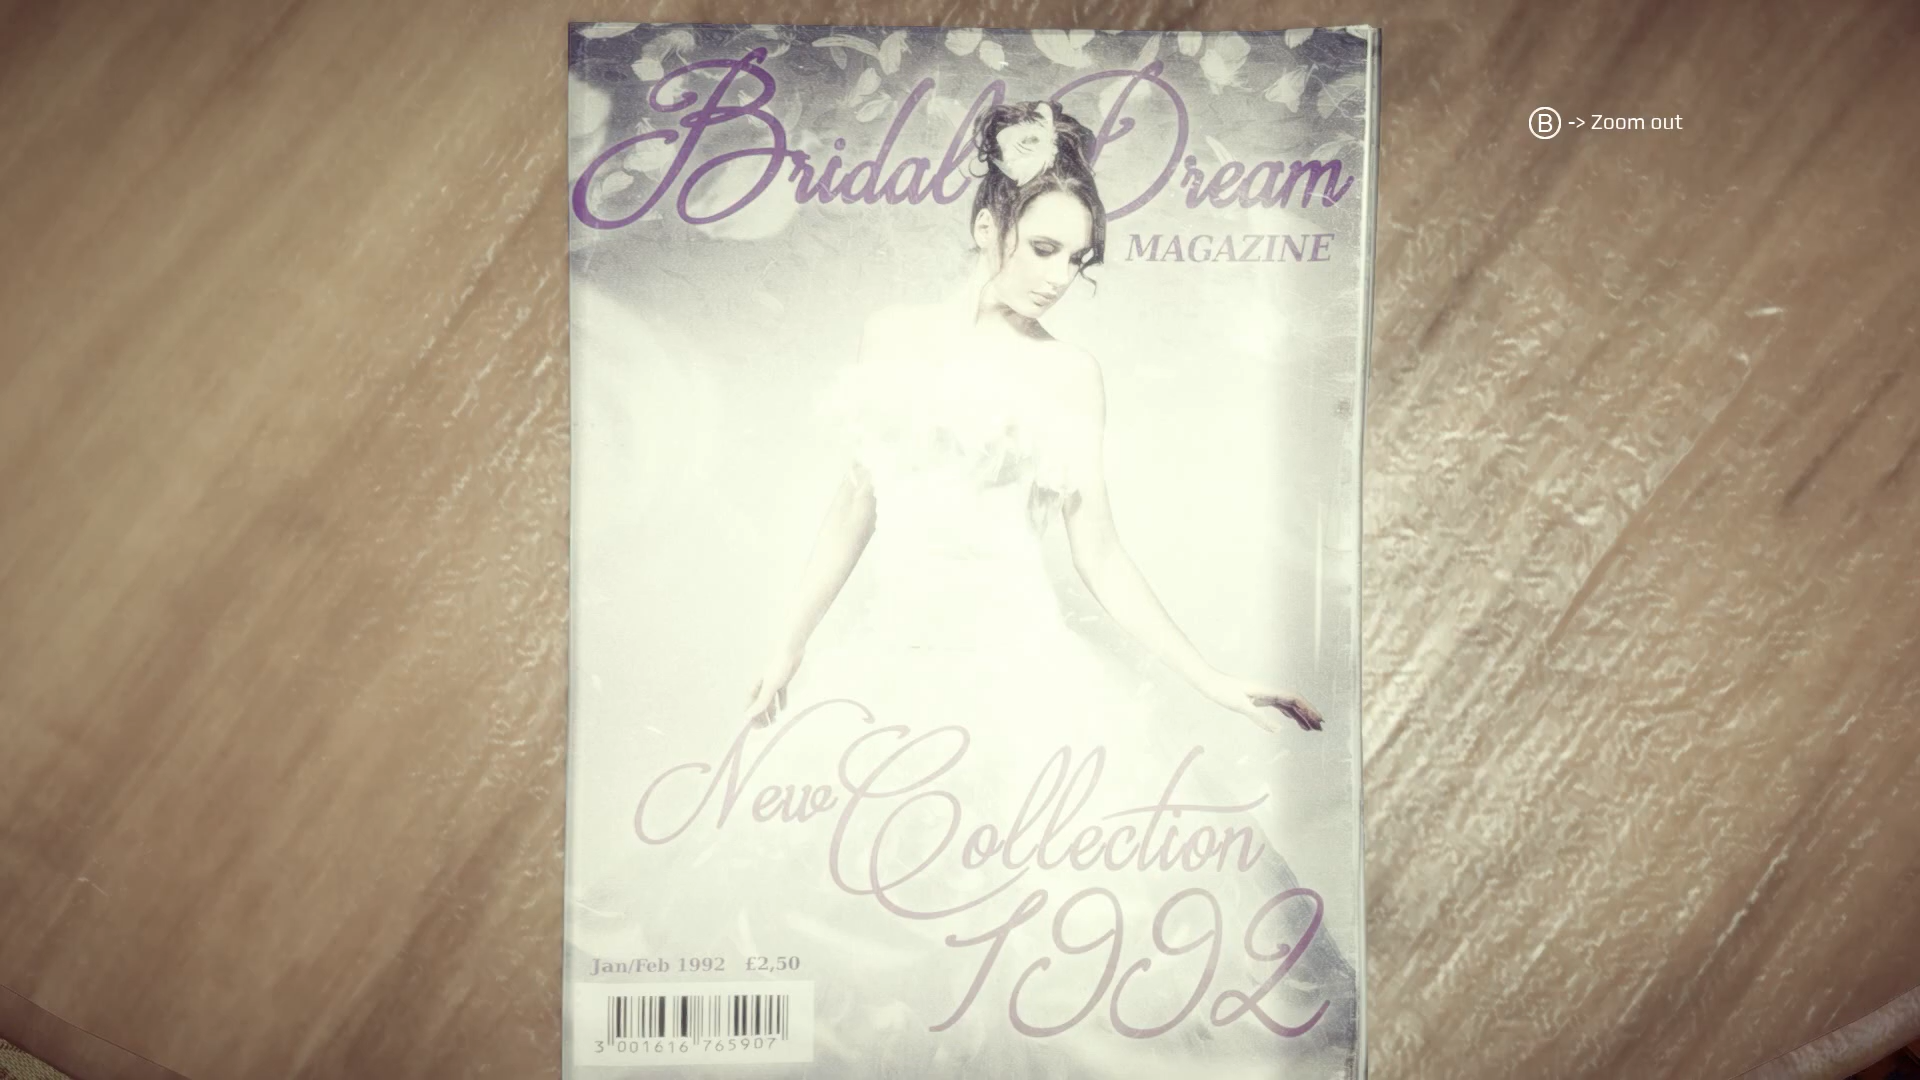 Bridal Dream
MAGAZINE
B -> Zoom out
New Collection
1992
Jan/Feb 1992 £2,50
3 001616 765907